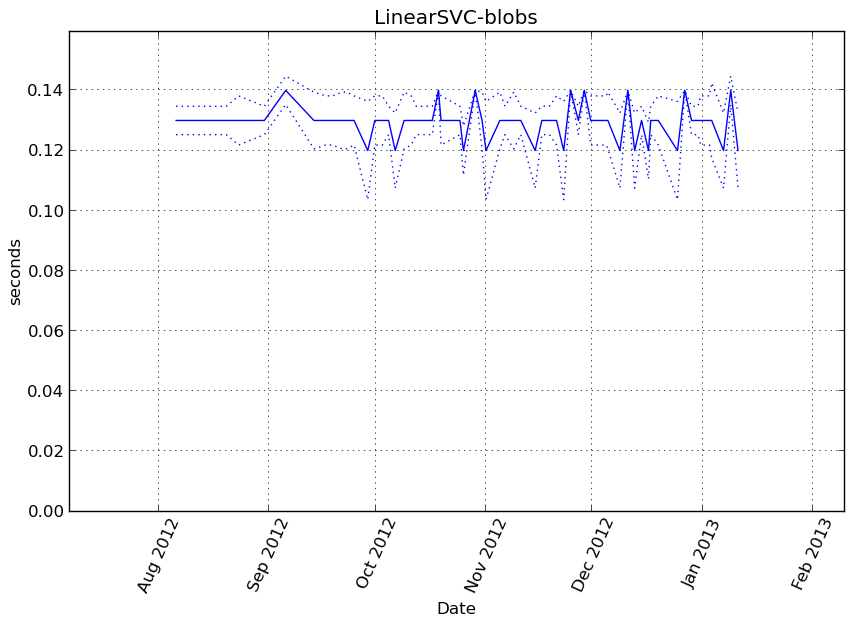 LinearSVC-blobs
0.14
0.12
0.10
0.08
0.06
0.04
0.02
0.00
seconds
Aug 2012
Sep 2012
Oct 2012
Nov 2012
Dec 2012
Jan 2013
Feb 2013
Date